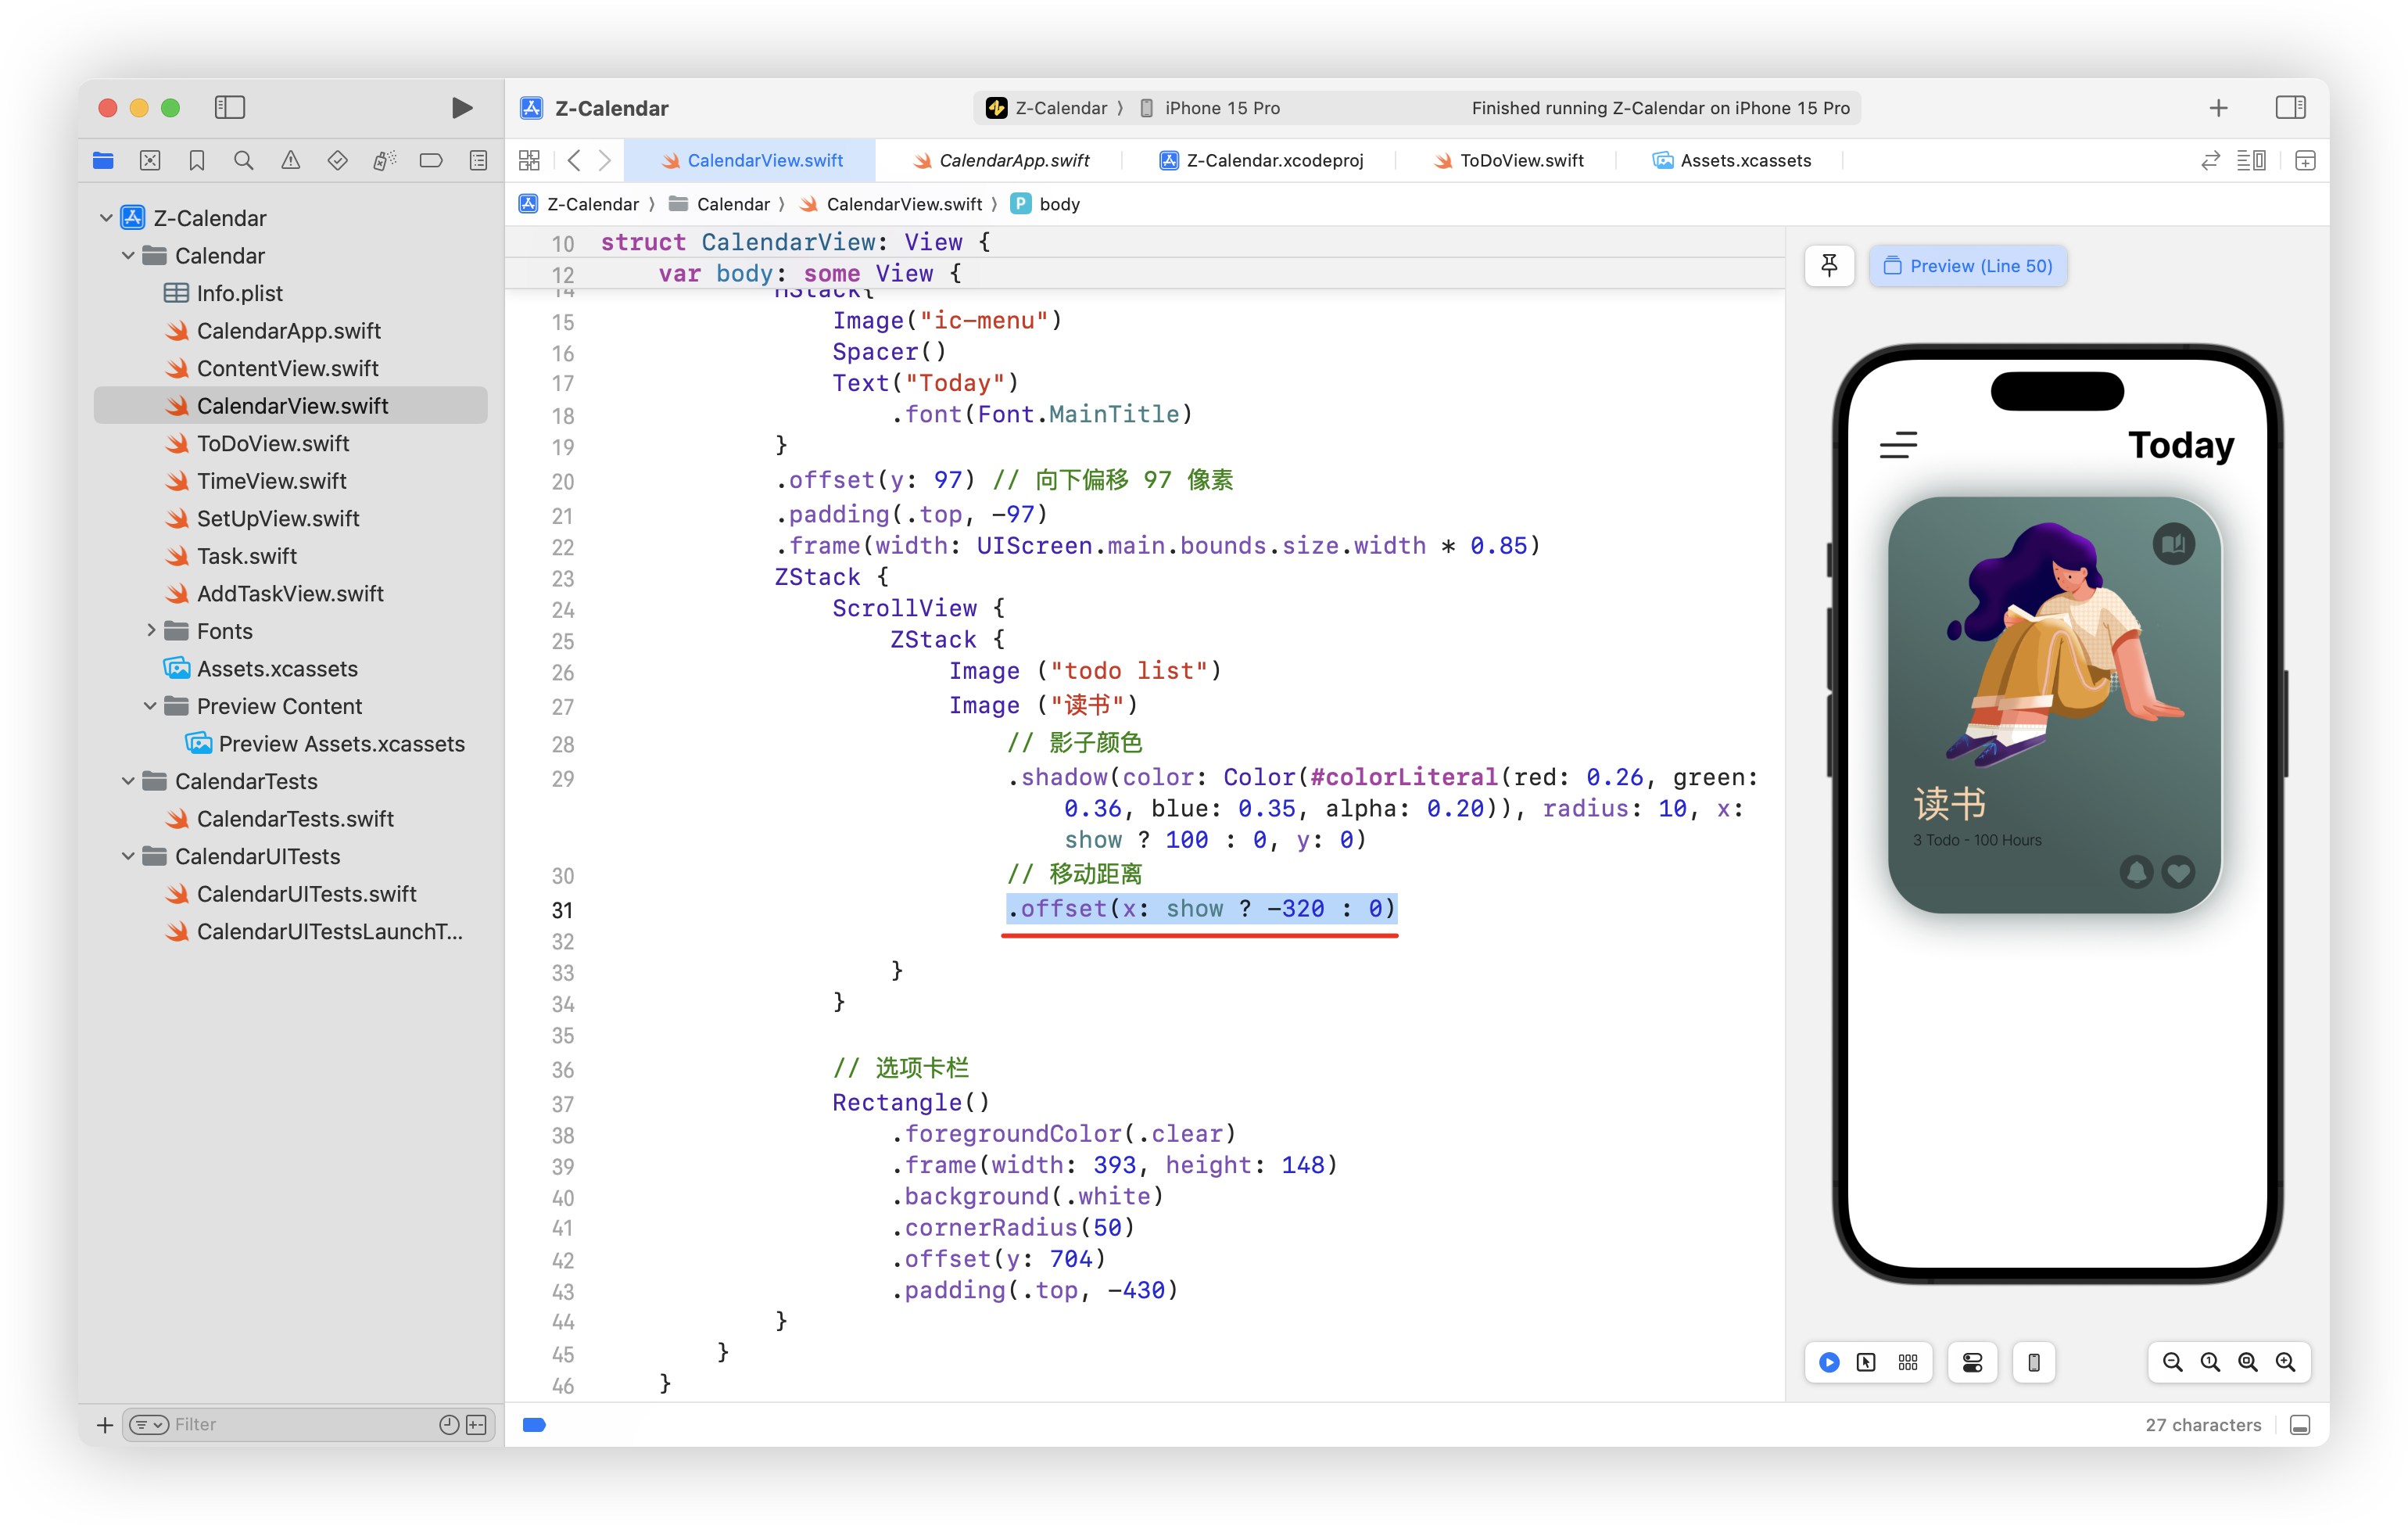 Z-Calendar
Z-Calendar 〉 iPhone 15 Pro
Finished running Z-Calendar on iPhone 15 Pro
CalendarView.swift
CalendarApp.swift
Z-Calendar.xcodeproj
ToDoView.swift
Assets.xcassets
Z-Calendar 〉 Calendar 〉 CalendarView.swift 〉 P body
Z-Calendar
Calendar
Info.plist
CalendarApp.swift
ContentView.swift
CalendarView.swift
ToDoView.swift
TimeView.swift
SetUpView.swift
Task.swift
AddTaskView.swift
Fonts
Assets.xcassets
Preview Content
Preview Assets.xcassets
CalendarTests
CalendarTests.swift
CalendarUITests
CalendarUITests.swift
CalendarUITestsLaunchT...
Filter
10 struct CalendarView: View {
12 var body: some View {
14 HStack{
15 Image("ic-menu")
16 Spacer()
17 Text("Today")
18 .font(Font.MainTitle)
19 }
20 .offset(y: 97) // 向下偏移 97 像素
21 .padding(.top, -97)
22 .frame(width: UIScreen.main.bounds.size.width * 0.85)
23 ZStack {
24 ScrollView {
25 ZStack {
26 Image ("todo list")
27 Image ("读书")
28 // 影子颜色
29 .shadow(color: Color(#colorLiteral(red: 0.26, green:
0.36, blue: 0.35, alpha: 0.20)), radius: 10, x:
show ? 100 : 0, y: 0)
30 // 移动距离
31 .offset(x: show ? -320 : 0)
32
33 }
34 }
35
36 // 选项卡栏
37 Rectangle()
38 .foregroundColor(.clear)
39 .frame(width: 393, height: 148)
40 .background(.white)
41 .cornerRadius(50)
42 .offset(y: 704)
43 .padding(.top, -430)
44 }
45 }
46 }
Preview (Line 50)
Today
读书
3 Todo - 100 Hours
27 characters